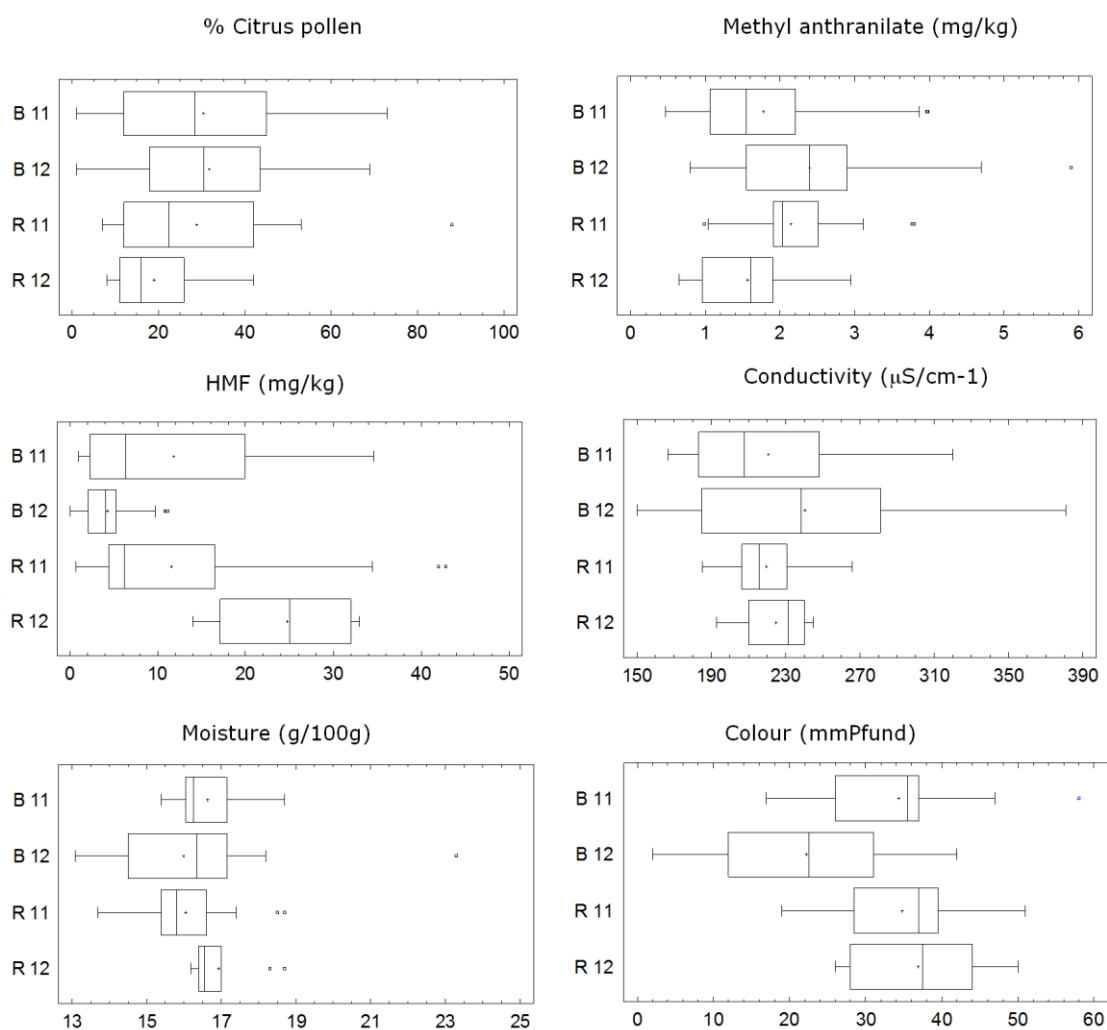 % Citrus pollen
B 11
B 12
R 11
R 12
0 20 40 60 80 100
Methyl anthranilate (mg/kg)
B 11
B 12
R 11
R 12
0 1 2 3 4 5 6
HMF (mg/kg)
B 11
B 12
R 11
R 12
0 10 20 30 40 50
Conductivity (μS/cm-1)
B 11
B 12
R 11
R 12
150 190 230 270 310 350 390
Moisture (g/100g)
B 11
B 12
R 11
R 12
13 15 17 19 21 23 25
Colour (mmPfund)
B 11
B 12
R 11
R 12
0 10 20 30 40 50 60